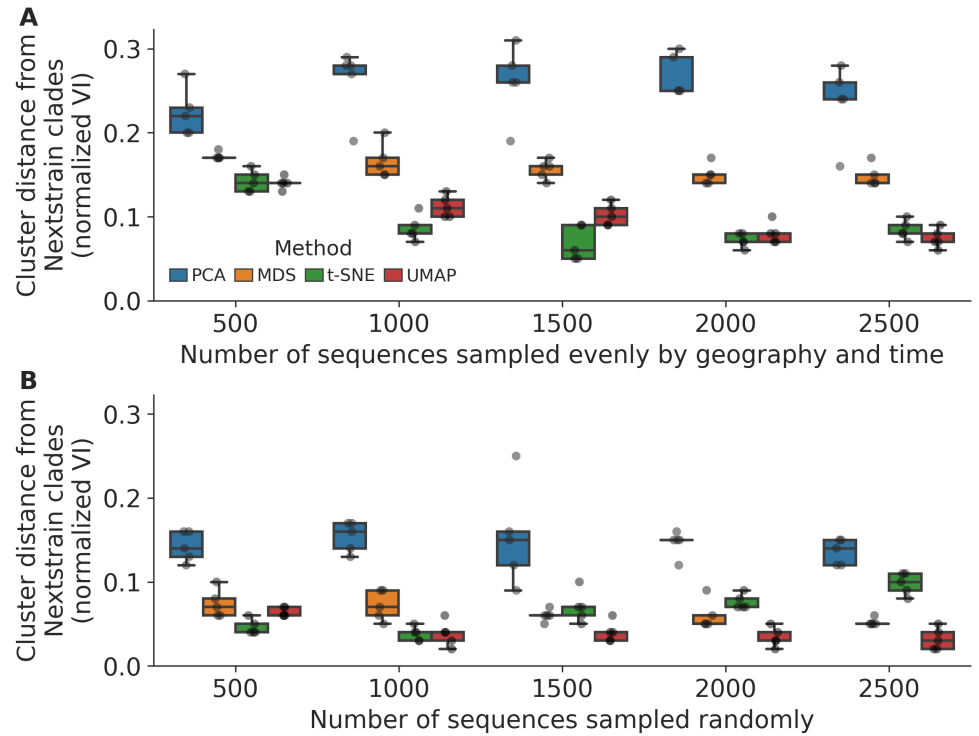 A
Cluster distance from
Nextstrain clades
(normalized VI)
0.3
0.2
0.1
0.0
Method
PCA MDS t-SNE UMAP
500 1000 1500 2000 2500
Number of sequences sampled evenly by geography and time
B
Cluster distance from
Nextstrain clades
(normalized VI)
0.3
0.2
0.1
0.0
500 1000 1500 2000 2500
Number of sequences sampled randomly